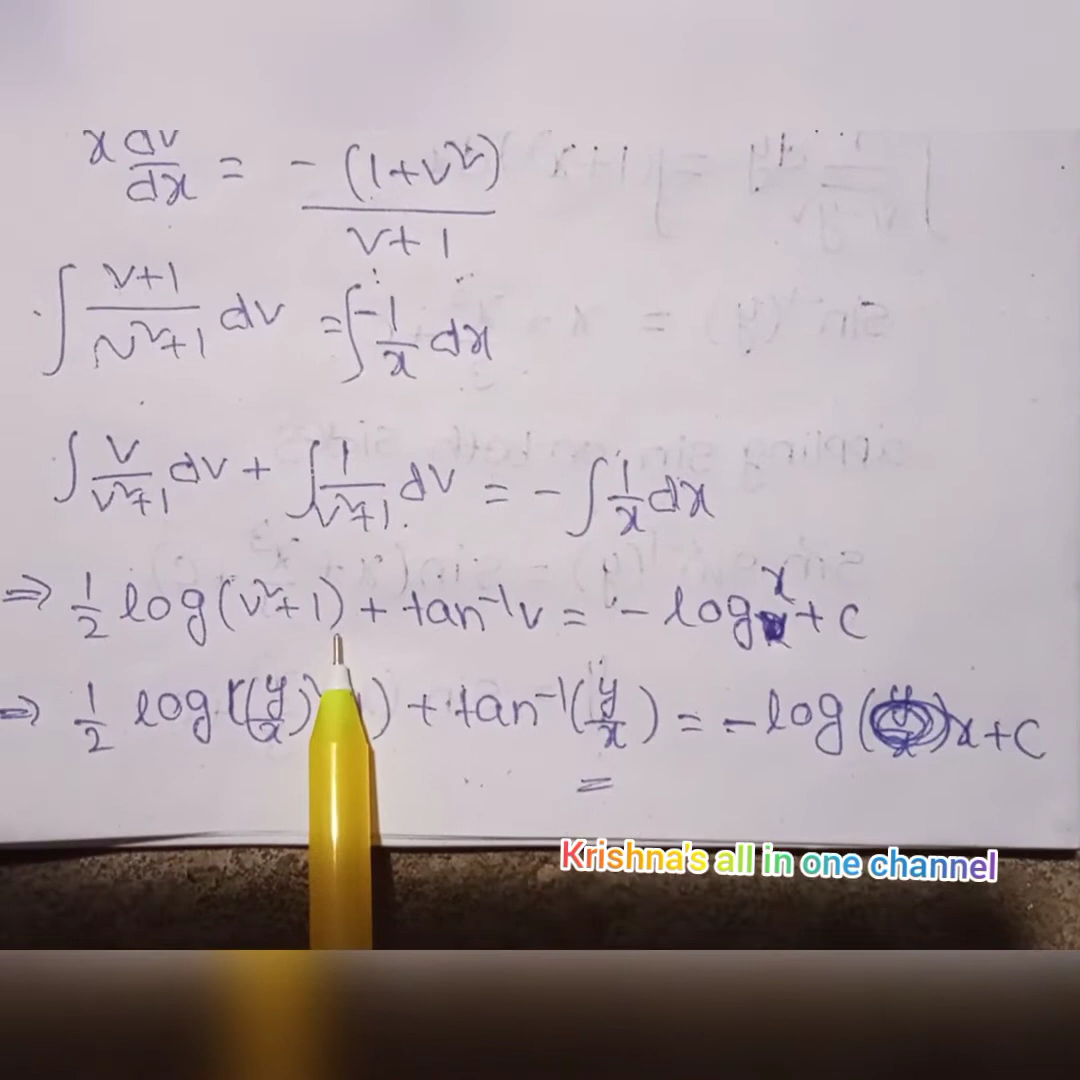 x dv/dx = - (1+v²)/v+1
∫ v+1/v²+1 dv = ∫ -1/x dx
∫ v/v²+1 dv + ∫ 1/v²+1 dv = - ∫ 1/x dx
⇒ 1/2 log(v²+1) + tan⁻¹v = - log x + c
⇒ 1/2 log((y/x) ) + tan⁻¹(y/x) = - log( )x + c
=
Krishna's all in one channel